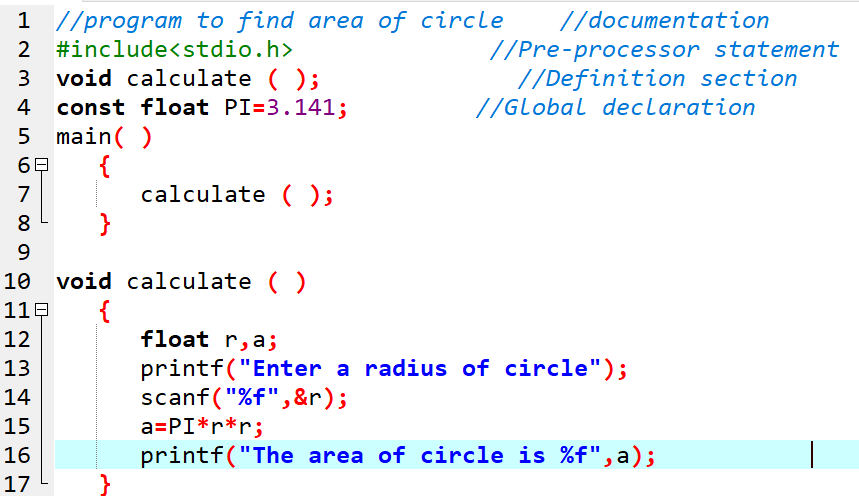 1 //program to find area of circle    //documentation
2 #include<stdio.h>    //Pre-processor statement
3 void calculate ( );    //Definition section
4 const float PI=3.141;    //Global declaration
5 main( )
6 {
7 calculate ( );
8 }
9
10 void calculate ( )
11 {
12 float r,a;
13 printf("Enter a radius of circle");
14 scanf("%f",&r);
15 a=PI*r*r;
16 printf("The area of circle is %f",a);
17 }